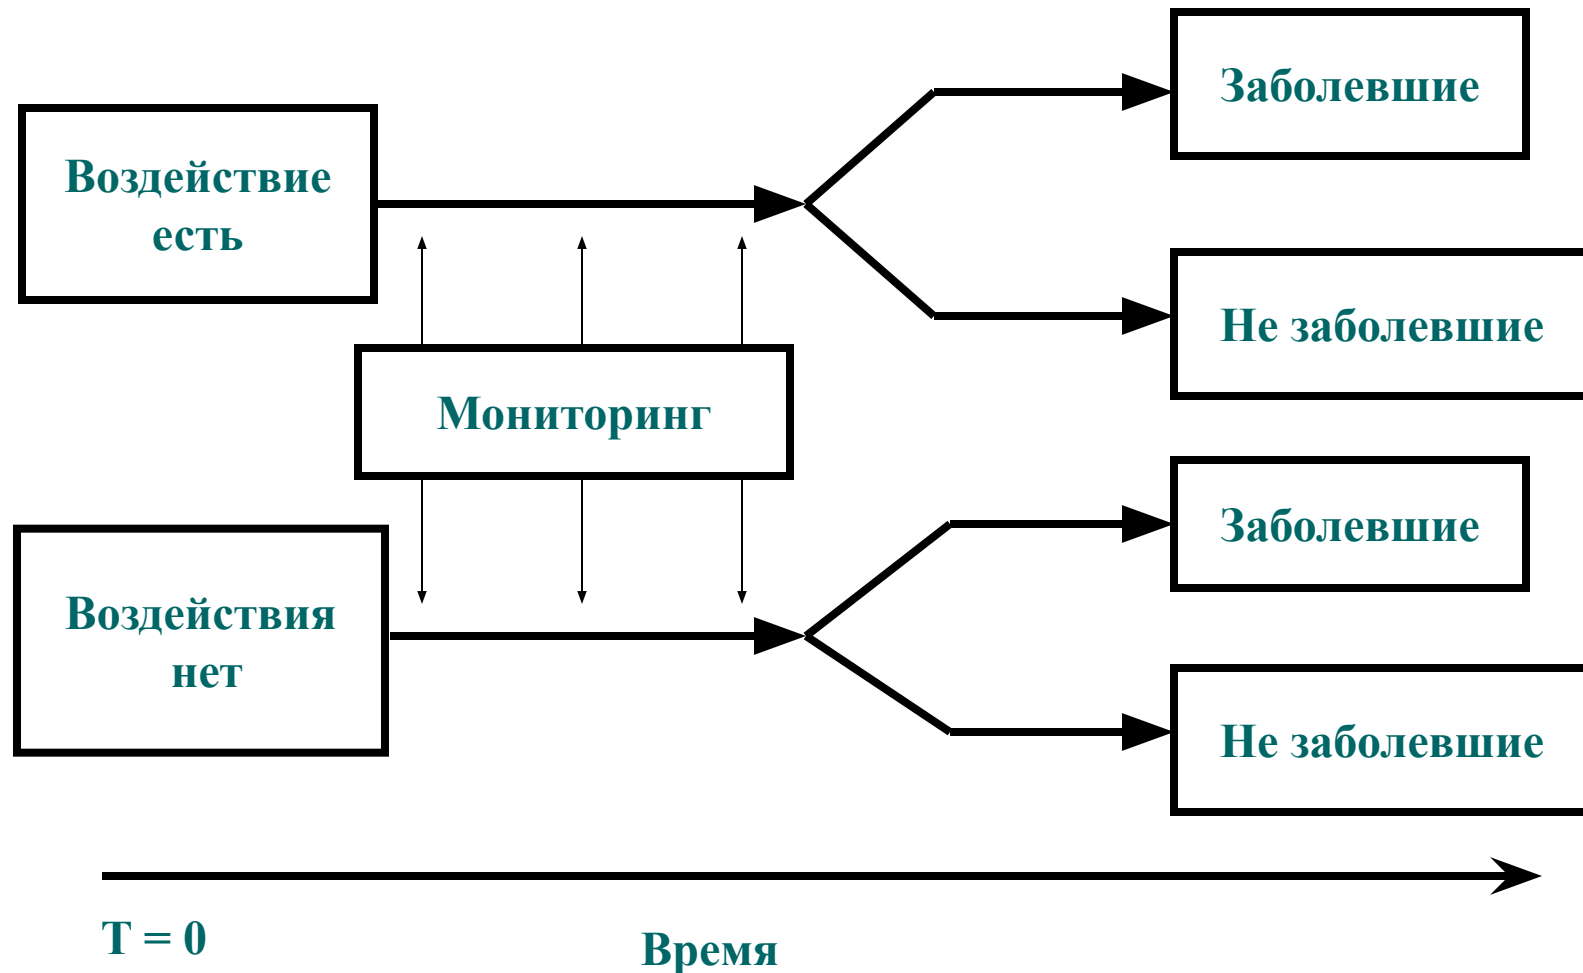 Заболевшие
Воздействие
есть
Не заболевшие
Мониторинг
Заболевшие
Воздействия
нет
Не заболевшие
T = 0
Время